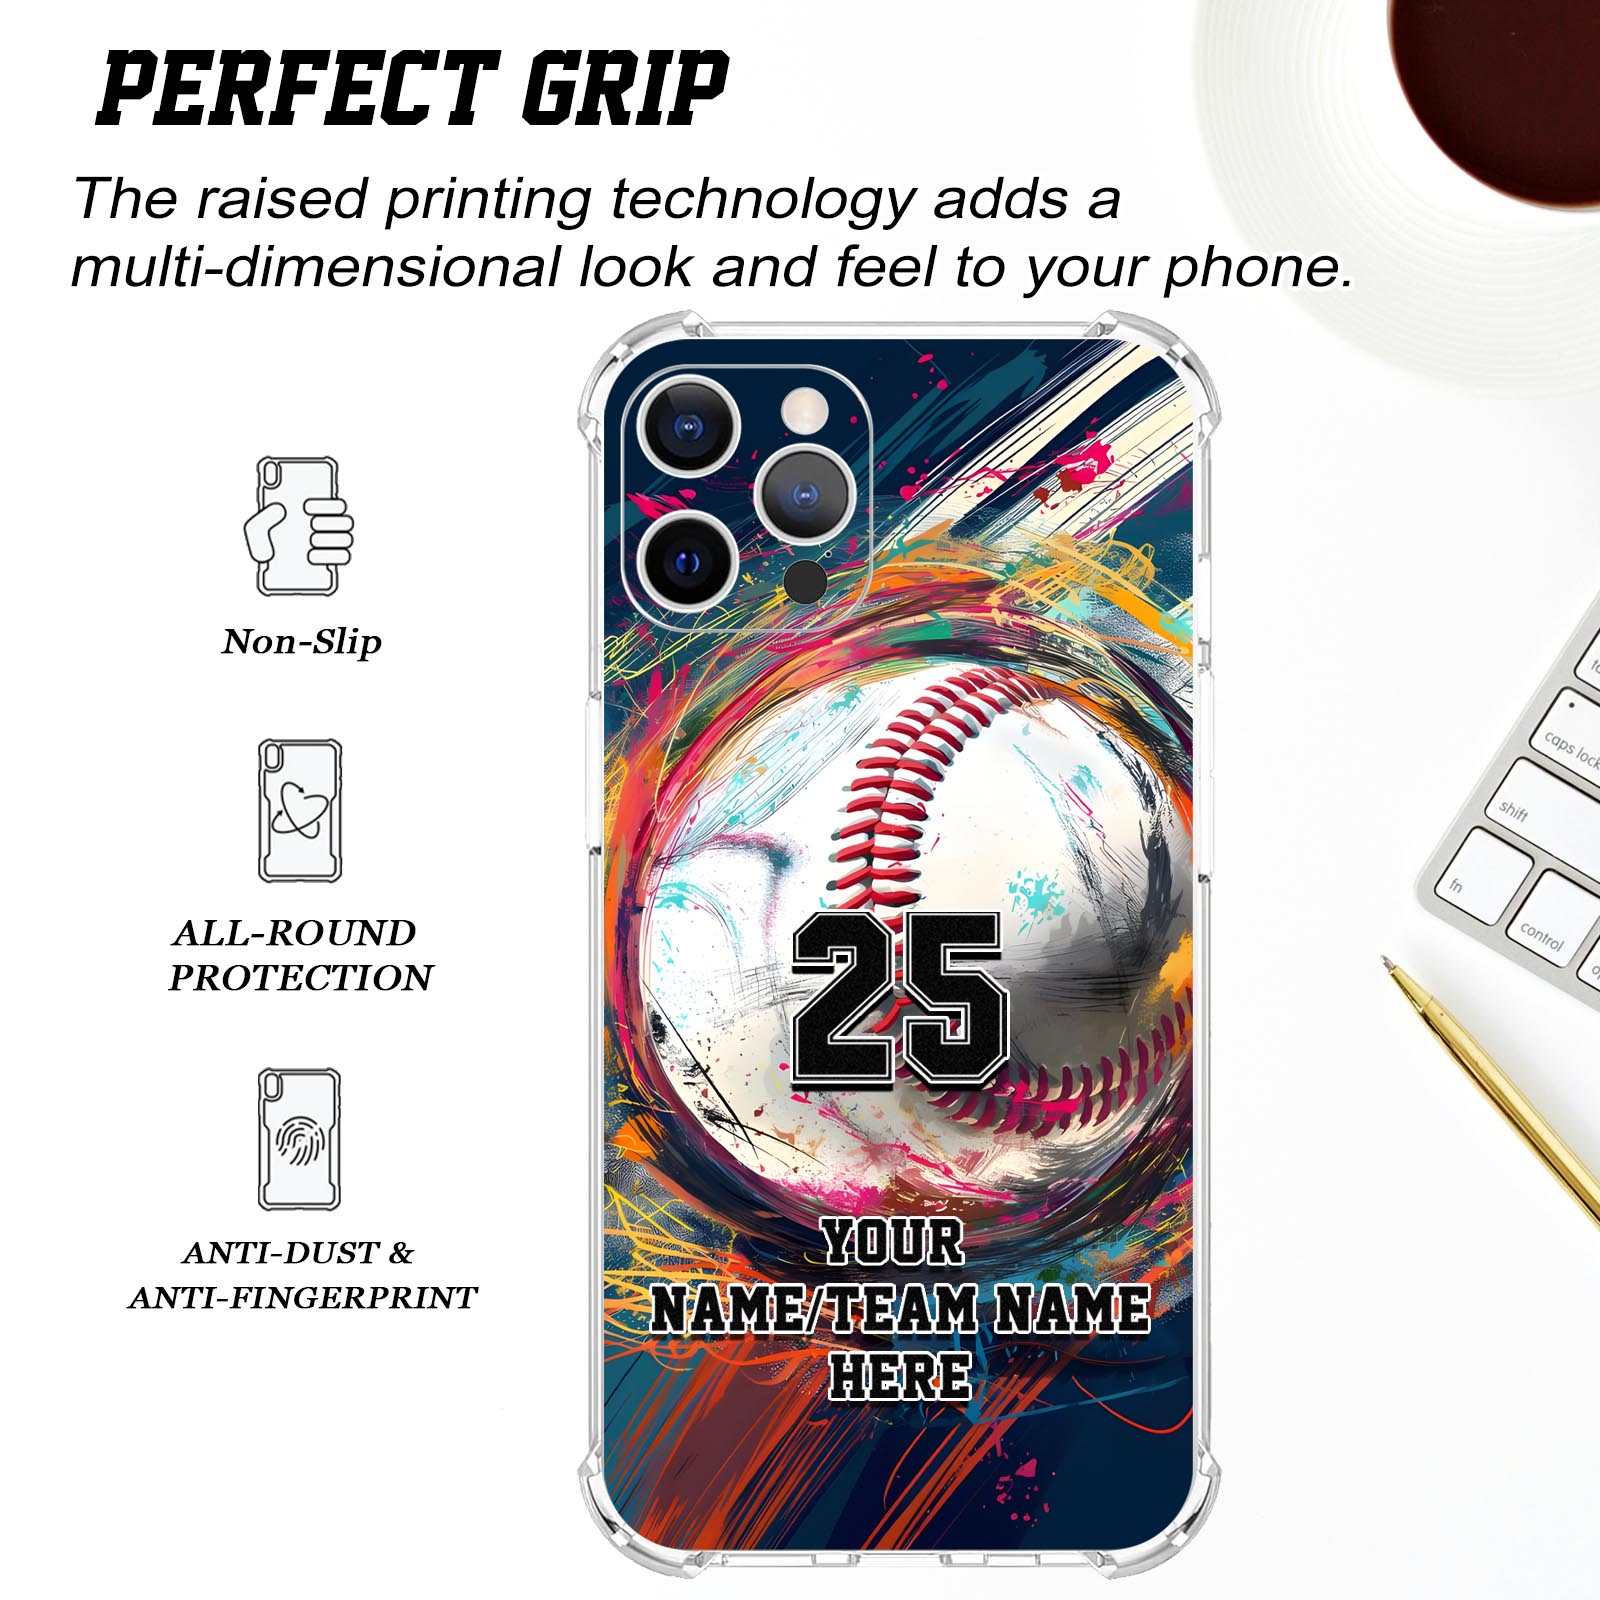 PERFECT GRIP
The raised printing technology adds a
multi-dimensional look and feel to your phone.
Non-Slip
ALL-ROUND
PROTECTION
ANTI-DUST &
ANTI-FINGERPRINT
25
YOUR
NAME/TEAM NAME
HERE
caps lock
shift
fn
control